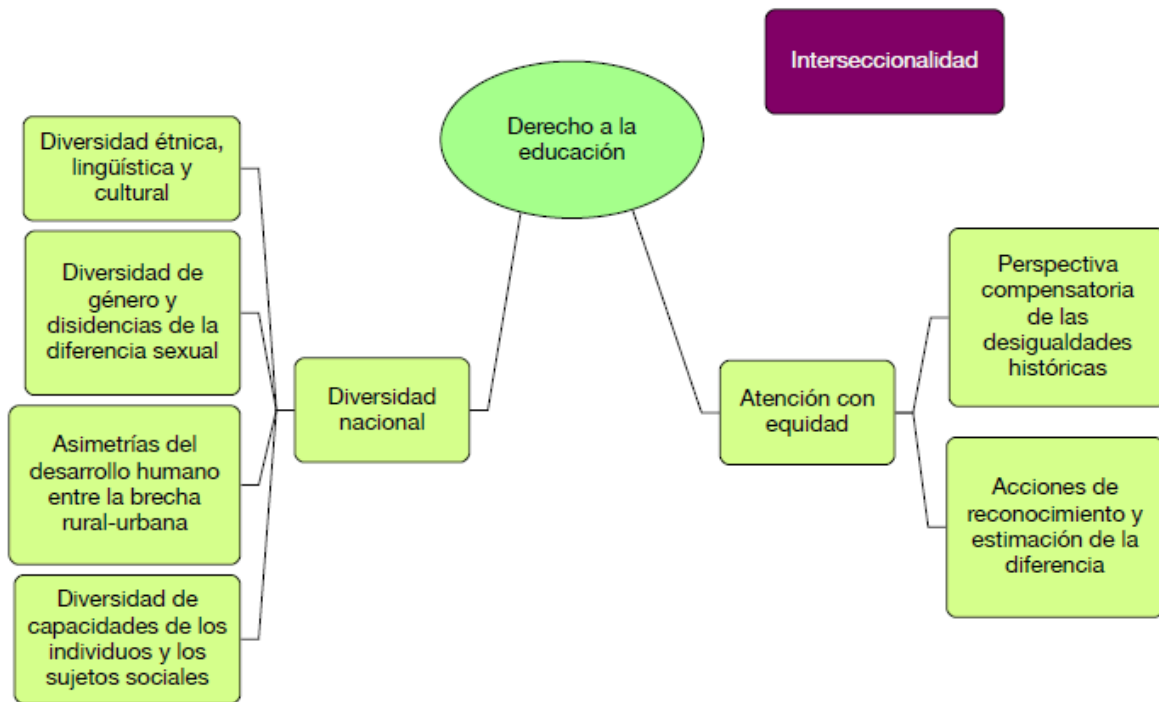 Interseccionalidad
Derecho a la
educación
Diversidad étnica,
lingüística y
cultural
Diversidad de
género y
disidencias de la
diferencia sexual
Asimetrías del
desarrollo humano
entre la brecha
rural-urbana
Diversidad de
capacidades de los
individuos y los
sujetos sociales
Diversidad
nacional
Atención con
equidad
Perspectiva
compensatoria
de las
desigualdades
históricas
Acciones de
reconocimiento y
estimación de la
diferencia